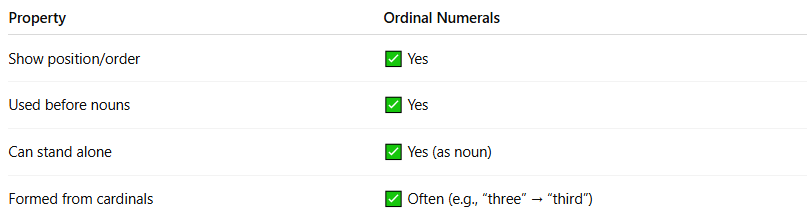 Property Ordinal Numerals
Show position/order ✅ Yes
Used before nouns ✅ Yes
Can stand alone ✅ Yes (as noun)
Formed from cardinals ✅ Often (e.g., “three” → “third”)